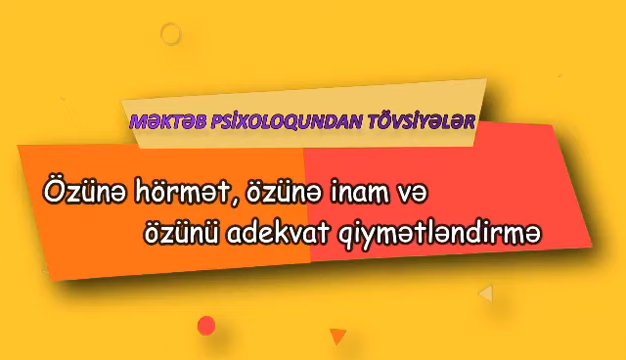 MƏKTƏB PSİXOLOQUNDAN TÖVSİYƏLƏR
Özünə hörmət, özünə inam və
özünü adekvat qiymətləndirmə